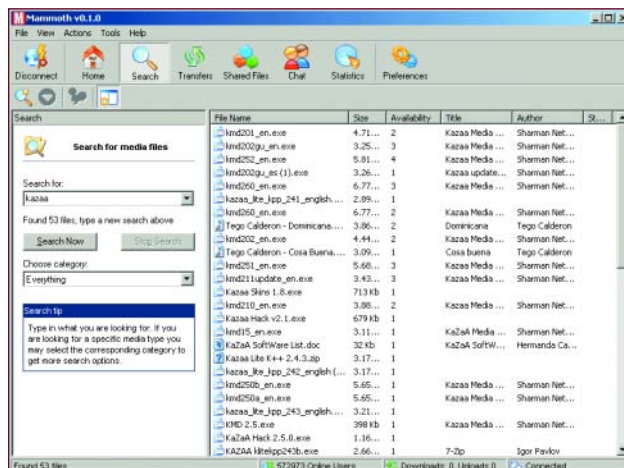 Mammoth v0.1.0
File View Actions Tools Help
Disconnect Home Search Transfers Shared Files Chat Statistics Preferences
Search
Search for media files
Search for:
kazaa
Found 53 files, type a new search above
Search Now Stop Search
Choose category:
Everything
Search tip
Type in what you are looking for. If you
are looking for a specific media type you
may select the corresponding category to
get more search options.
File Name Size Availability Title Author St...
kmd201_en.exe 4.71... 2 Kazaa Media ... Sharman Net...
kmd202gu_en.exe 3.25... 3 Kazaa Media ... Sharman Net...
kmd252_en.exe 5.81... 4 Kazaa Media ... Sharman Net...
kmd202gu_es (1).exe 3.26... 1 Kazaa update... Sharman Net...
kmd260_en.exe 6.77... 3 Kazaa Media ... Sharman Net...
kazaa_lite_kpp_241_english.... 2.89... 1
kmd260_en.exe 6.77... 2 Kazaa Media ... Sharman Net...
Tego Calderon - Dominicana.... 3.86... 2 Dominicana Tego Calderon
kmd202_en.exe 4.44... 2 Kazaa Media ... Sharman Net...
Tego Calderon - Cosa Buena.... 3.09... 1 Cosa buena Tego Calderon
kmd251_en.exe 5.68... 3 Kazaa Media ... Sharman Net...
kmd211update_en.exe 3.43... 3 Kazaa Media ... Sharman Net...
Kazaa Skins 1.8.exe 713 Kb 1
kmd210_en.exe 3.88... 2 Kazaa Media ... Sharman Net...
Kazaa Hack v2.1.exe 679 Kb 1
kmd15_en.exe 3.11... 1 KaZaA Media ... Sharman Net...
KaZaA SoftWare List.doc 32 Kb 1 KaZaA SoftW... Hermanda Ca...
Kazaa Lite K++ 2.4.3.zip 3.17... 1
kazaa_lite_kpp_242_english (... 3.17... 1
kmd250b_en.exe 5.65... 1 Kazaa Media ... Sharman Net...
kmd250a_en.exe 5.65... 1 Kazaa Media ... Sharman Net...
kazaa_lite_kpp_243_english.... 3.21... 1
KMD 2.5.exe 398 Kb 1 Kazaa Media ... Sharman Net...
KaZaA Hack 2.5.0.exe 1.16... 1
KAZAA klitekpp243b.exe 2.66... 1 7-Zip Igor Pavlov
Found 53 files 572973 Online Users Downloads: 0, Uploads 0 Connected